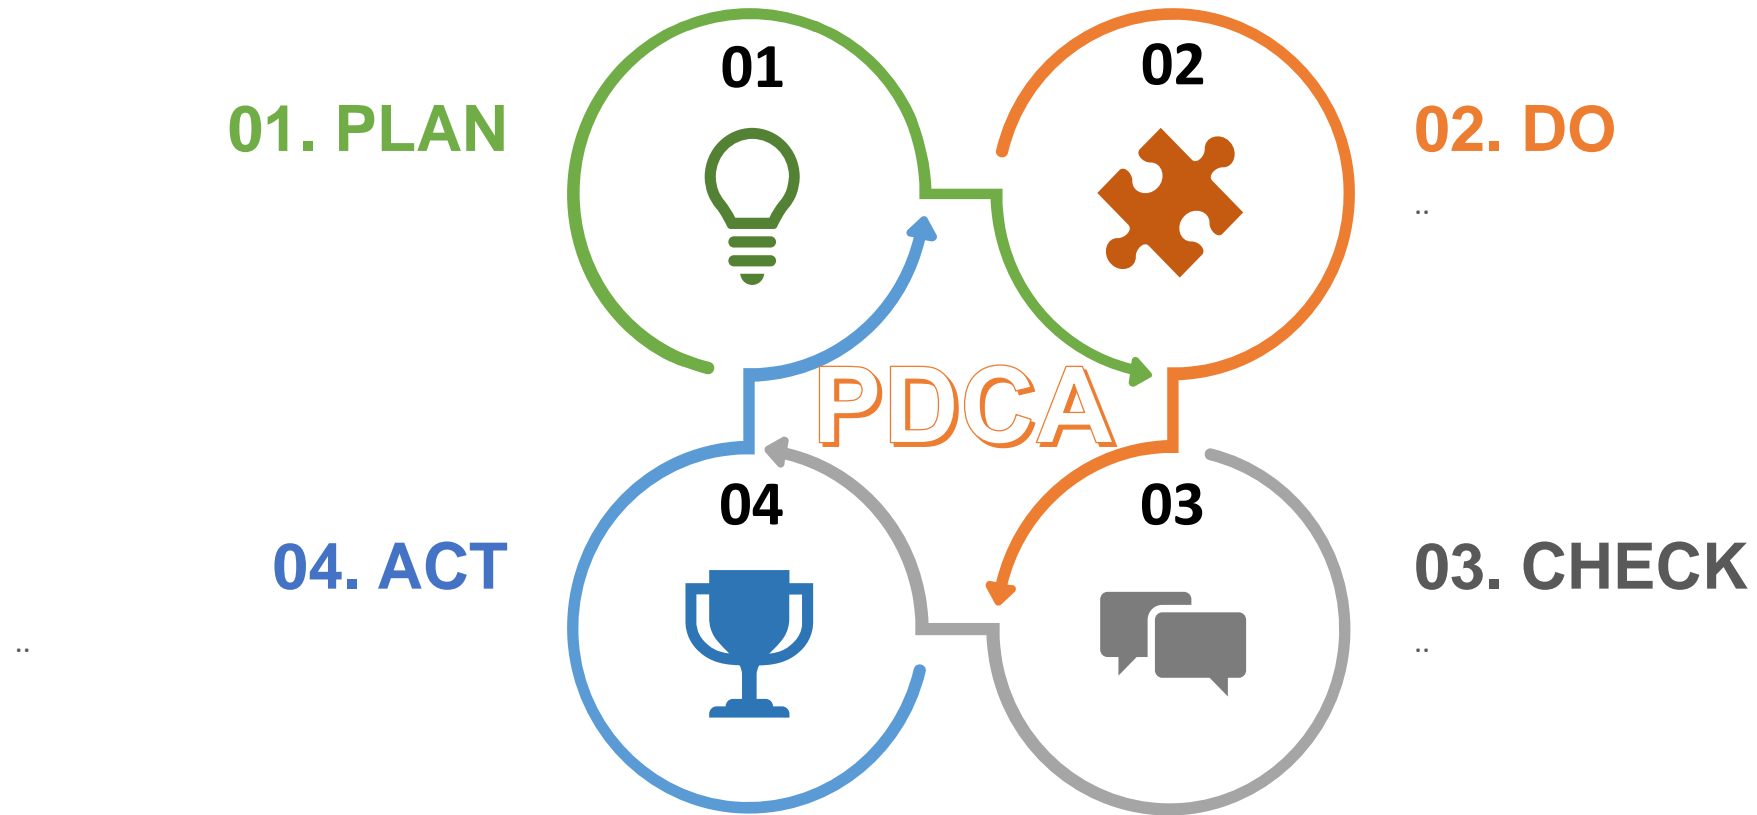 01
02
01. PLAN
02. DO
..
PDCA
04
03
04. ACT
03. CHECK
..
..